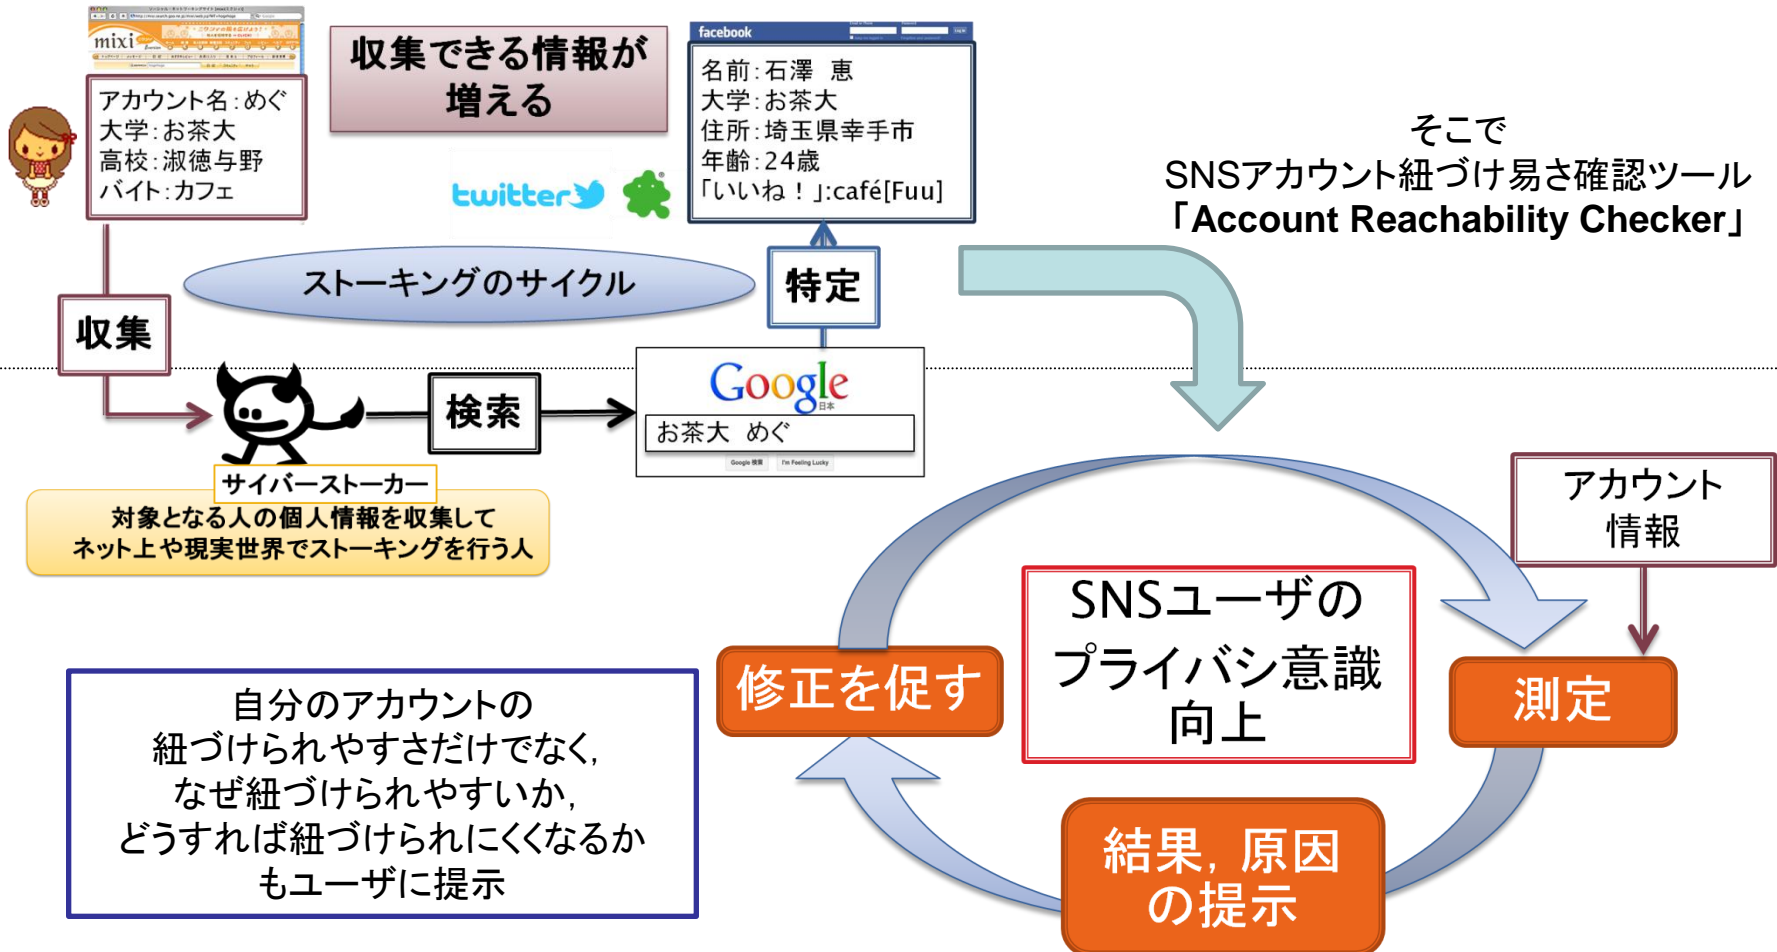 mixi
アカウント名：めぐ
大学：お茶大
高校：淑徳与野
バイト：カフェ
収集できる情報が
増える
facebook
名前：石澤 恵
大学：お茶大
住所：埼玉県幸手市
年齢：24歳
「いいね！」：café[Fuu]
twitter
そこで
SNSアカウント紐づけ易さ確認ツール
「Account Reachability Checker」
ストーキングのサイクル
特定
収集
検索
Google
日本
お茶大 めぐ
Google 検索 I'm Feeling Lucky
サイバーストーカー
対象となる人の個人情報を収集して
ネット上や現実世界でストーキングを行う人
アカウント
情報
SNSユーザの
プライバシ意識
向上
修正を促す
測定
結果，原因
の提示
自分のアカウントの
紐づけられやすさだけでなく，
なぜ紐づけられやすいか，
どうすれば紐づけられにくくなるか
もユーザに提示